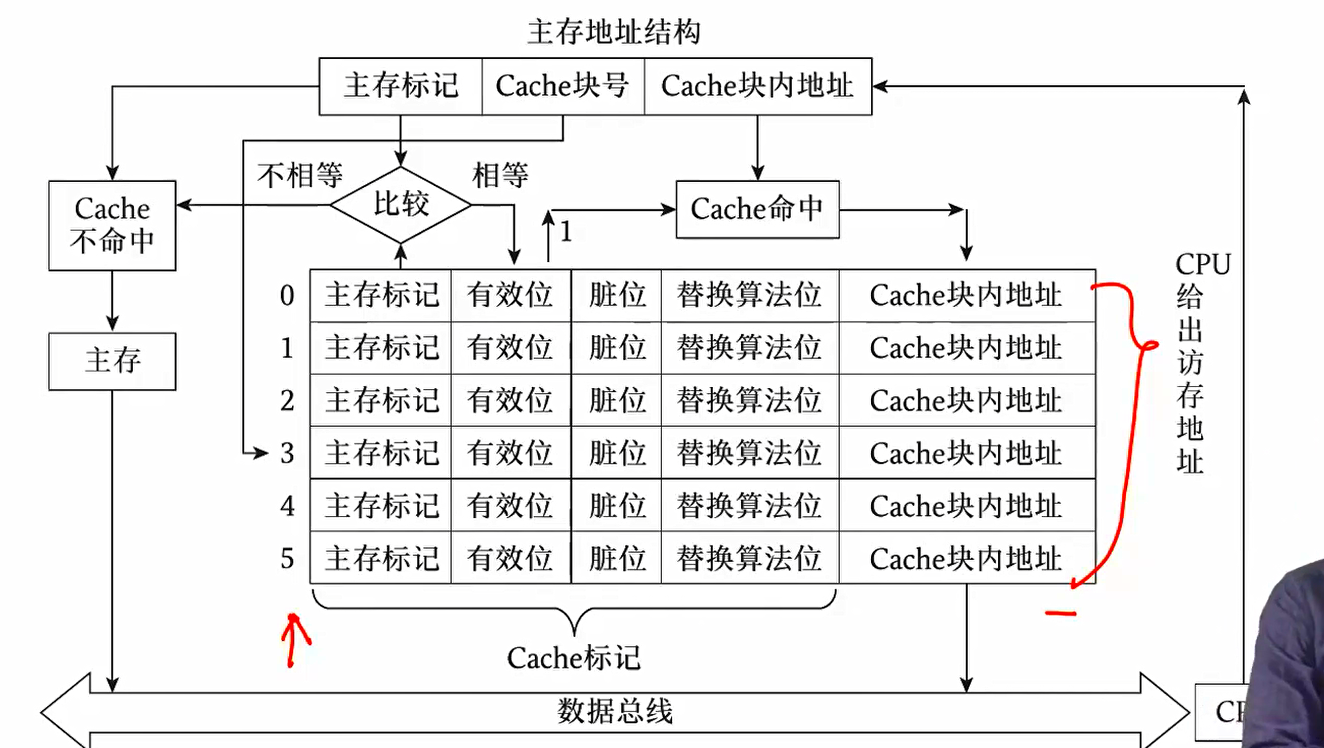 主存地址结构
主存标记 Cache块号 Cache块内地址
不相等 比较 相等
Cache
不命中
1
Cache命中
主存
0 主存标记 有效位 脏位 替换算法位 Cache块内地址
1 主存标记 有效位 脏位 替换算法位 Cache块内地址
2 主存标记 有效位 脏位 替换算法位 Cache块内地址
3 主存标记 有效位 脏位 替换算法位 Cache块内地址
4 主存标记 有效位 脏位 替换算法位 Cache块内地址
5 主存标记 有效位 脏位 替换算法位 Cache块内地址
CPU
给
出
访
存
地
址
Cache标记
数据总线